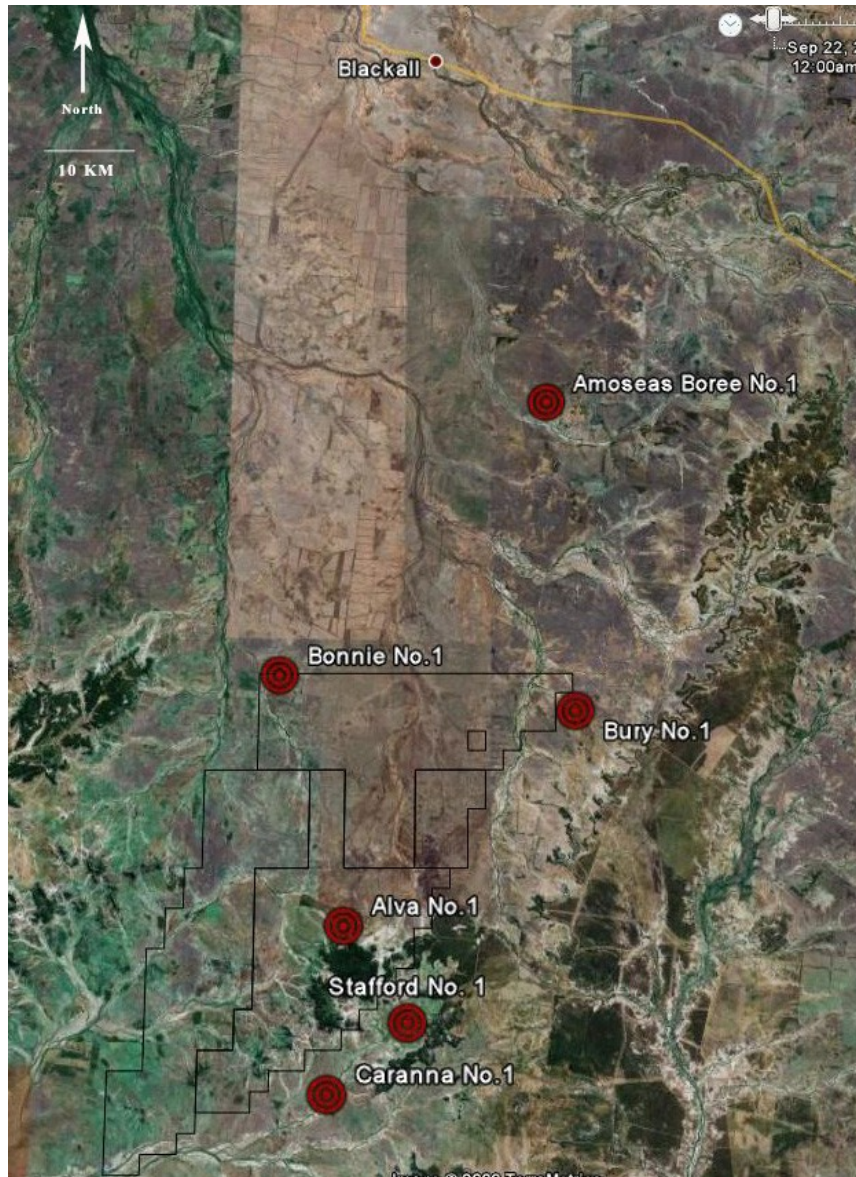 Sep 22, 2
12:00am
Blackall
North
10 KM
Amoseas Boree No.1
Bonnie No.1
Bury No.1
Alva No.1
Stafford No. 1
Caranna No.1